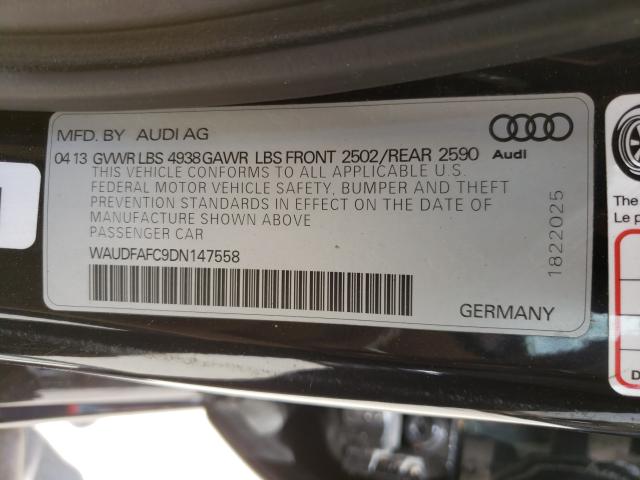 MFD. BY AUDI AG
Audi
04 13 GVWR LBS 4938 GAWR LBS FRONT 2502/REAR 2590
THIS VEHICLE CONFORMS TO ALL APPLICABLE U.S.
FEDERAL MOTOR VEHICLE SAFETY, BUMPER AND THEFT
PREVENTION STANDARDS IN EFFECT ON THE DATE OF
MANUFACTURE SHOWN ABOVE
PASSENGER CAR
WAUDFAFC9DN147558
1822025
GERMANY
The
Le p